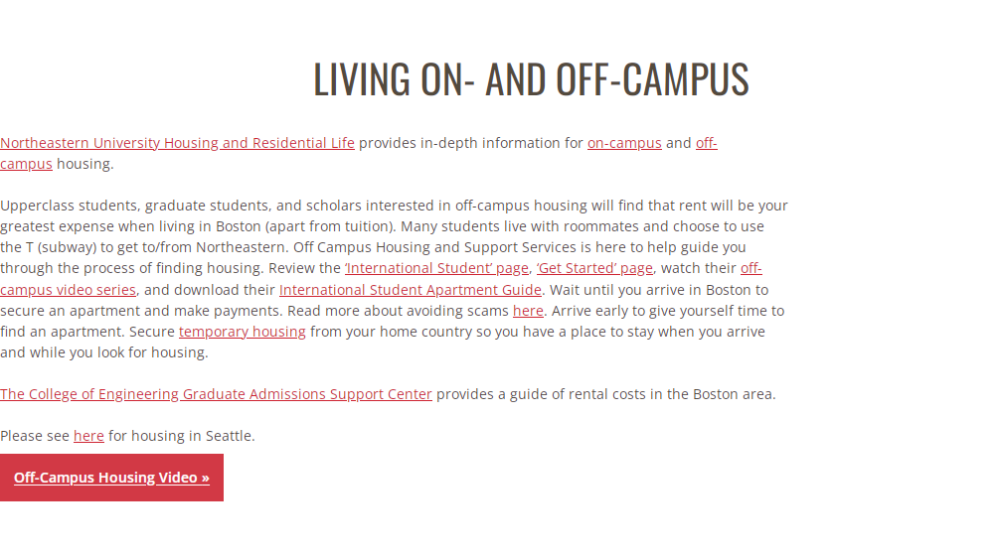 LIVING ON- AND OFF-CAMPUS
Northeastern University Housing and Residential Life provides in-depth information for on-campus and off-
campus housing.
Upperclass students, graduate students, and scholars interested in off-campus housing will find that rent will be your
greatest expense when living in Boston (apart from tuition). Many students live with roommates and choose to use
the T (subway) to get to/from Northeastern. Off Campus Housing and Support Services is here to help guide you
through the process of finding housing. Review the ‘International Student’ page, ‘Get Started’ page, watch their off-
campus video series, and download their International Student Apartment Guide. Wait until you arrive in Boston to
secure an apartment and make payments. Read more about avoiding scams here. Arrive early to give yourself time to
find an apartment. Secure temporary housing from your home country so you have a place to stay when you arrive
and while you look for housing.
The College of Engineering Graduate Admissions Support Center provides a guide of rental costs in the Boston area.
Please see here for housing in Seattle.
Off-Campus Housing Video »